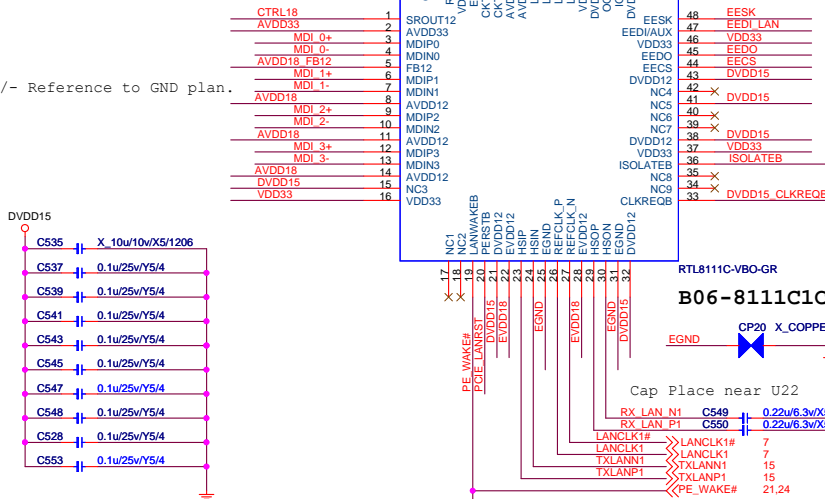 CTRL18 1 SROUT12
AVDD33 2 AVDD33
MDI_0+ 3 MDIP0
MDI_0- 4 MDIN0
AVDD18_FB12 5 FB12
MDI_1+ 6 MDIP1
/- Reference to GND plan.
MDI_1- 7 MDIN1
AVDD18 8 AVDD12
MDI_2+ 9 MDIP2
MDI_2- 10 MDIN2
AVDD18 11 AVDD12
MDI_3+ 12 MDIP3
MDI_3- 13 MDIN3
AVDD18 14 AVDD12
DVDD15 15 NC3
VDD33 16 VDD33
EESK 48 EESK
EEDI/AUX 47 EEDI_LAN
VDD33 46 VDD33
EEDO 45 EEDO
EECS 44 EECS
DVDD12 43 DVDD15
NC4 42
NC5 41 DVDD15
NC6 40
NC7 39
DVDD12 38 DVDD15
VDD33 37 VDD33
ISOLATEB 36 ISOLATEB
NC8 35
NC9 34
CLKREQB 33 DVDD15_CLKREQB
NC1 17
NC2 18
LANWAKEB 19 PE_WAKE#
PERSTB 20 PCIE_LANRST
DVDD12 21 DVDD15
EVDD12 22 EVDD18
HSIP 23
HSIN 24
EGND 25 EGND
REFCLK_P 26
REFCLK_N 27
EVDD12 28 EVDD18
HSOP 29
HSON 30
EGND 31 EGND
DVDD12 32 DVDD15
RTL8111C-VBO-GR
B06-8111C1C
CP20 X_COPPE
EGND
DVDD15
C535 X_10u/10v/X5/1206
C537 0.1u/25v/Y5/4
C539 0.1u/25v/Y5/4
C541 0.1u/25v/Y5/4
C543 0.1u/25v/Y5/4
C545 0.1u/25v/Y5/4
C547 0.1u/25v/Y5/4
C548 0.1u/25v/Y5/4
C528 0.1u/25v/Y5/4
C553 0.1u/25v/Y5/4
Cap Place near U22
RX_LAN_N1 C549 0.22u/6.3v/X5
RX_LAN_P1 C550 0.22u/6.3v/X5
LANCLK1# LANCLK1# 7
LANCLK1 LANCLK1 7
TXLANN1 TXLANN1 15
TXLANP1 TXLANP1 15
PE_WAKE# 21,24